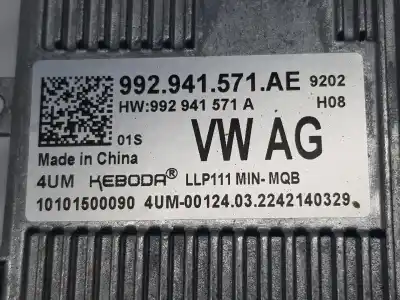 992.941.571.AE 9202
HW:992 941 571 A H08
01S VW AG
Made in China
4UM KEBODA® LLP111 MIN-MQB
10101500090 4UM-00124.03.2242140329